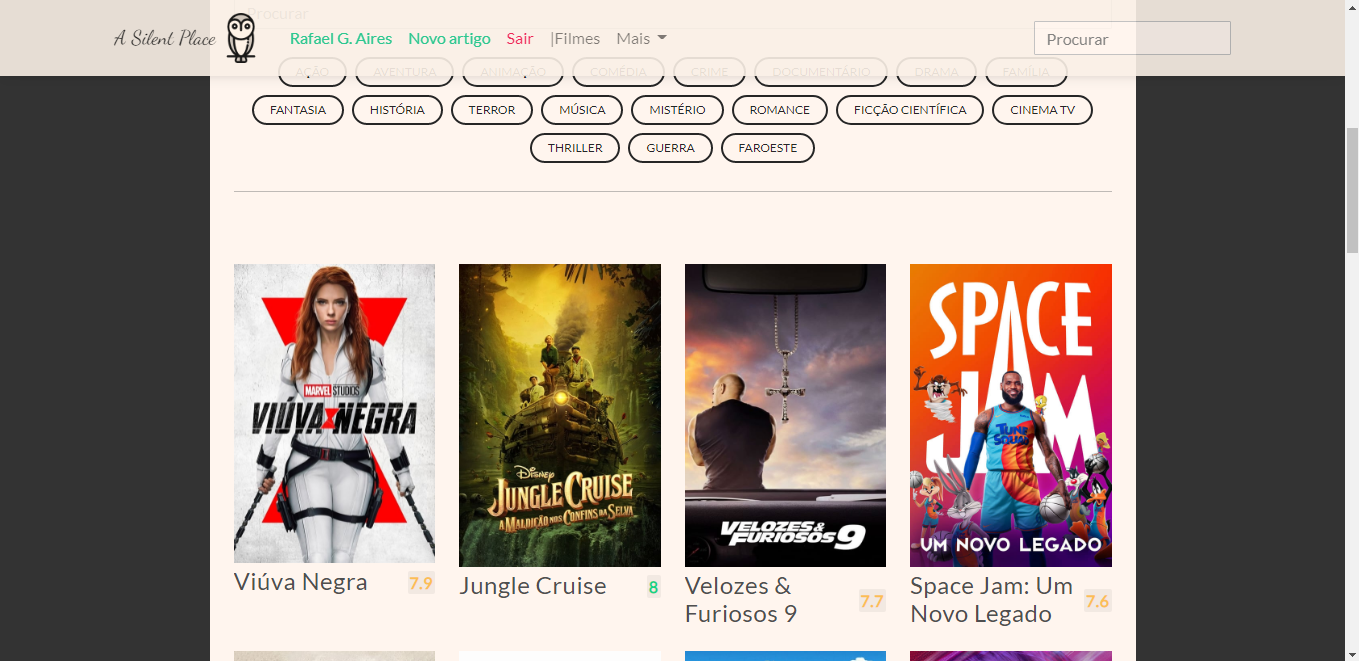 Procurar
A Silent Place Rafael G. Aires Novo artigo Sair |Filmes Mais Procurar
AÇÃO AVENTURA ANIMAÇÃO COMÉDIA CRIME DOCUMENTÁRIO DRAMA FAMÍLIA
FANTASIA HISTÓRIA TERROR MÚSICA MISTÉRIO ROMANCE FICÇÃO CIENTÍFICA CINEMA TV
THRILLER GUERRA FAROESTE
MARVEL STUDIOS
VIÚVA NEGRA
DISNEY
JUNGLE CRUISE
A MALDIÇÃO NOS CONFINS DA SELVA
VELOZES &
FURIOSOS 9
SPACE
JAM
TUNE
SQUAD
UM NOVO LEGADO
Viúva Negra 7.9
Jungle Cruise 8
Velozes &
Furiosos 9 7.7
Space Jam: Um
Novo Legado 7.6